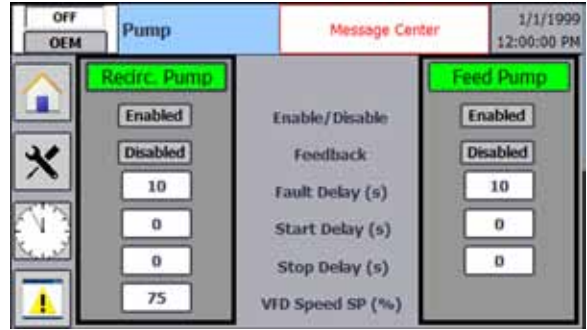 OFF
OEM
Pump
Message Center
1/1/1999
12:00:00 PM
Recirc. Pump
Feed Pump
Enabled
Enable/Disable
Enabled
Disabled
Feedback
Disabled
10
Fault Delay (s)
10
0
Start Delay (s)
0
0
Stop Delay (s)
0
75
VFD Speed SP (%)